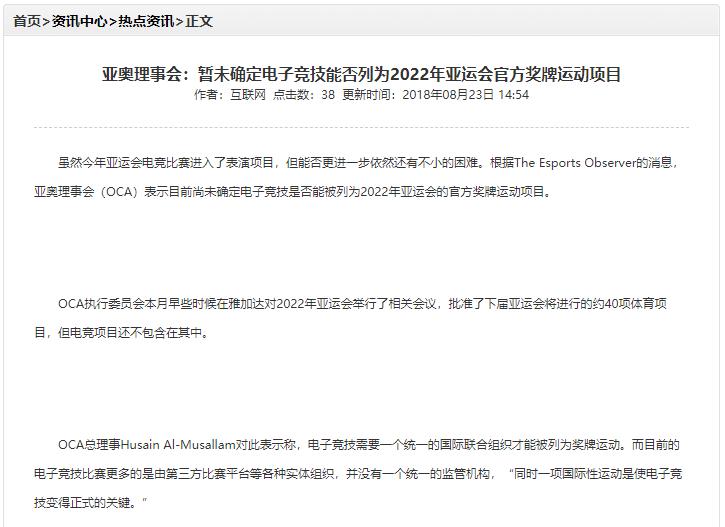 首页>资讯中心>热点资讯>正文
亚奥理事会：暂未确定电子竞技能否列为2022年亚运会官方奖牌运动项目
作者：互联网 点击数：38 更新时间：2018年08月23日 14:54
虽然今年亚运会电竞比赛进入了表演项目，但能否更进一步依然还有不小的困难。根据The Esports Observer的消息，
亚奥理事会（OCA）表示目前尚未确定电子竞技是否能被列为2022年亚运会的官方奖牌运动项目。
OCA执行委员会本月早些时候在雅加达对2022年亚运会举行了相关会议，批准了下届亚运会将进行的约40项体育项
目，但电竞项目还不包含在其中。
OCA总理事Husain Al-Musallam对此表示称，电子竞技需要一个统一的国际联合组织才能被列为奖牌运动。而目前的
电子竞技比赛更多的是由第三方比赛平台等各种实体组织，并没有一个统一的监管机构，“同时一项国际性运动是使电子竞
技变得正式的关键。”